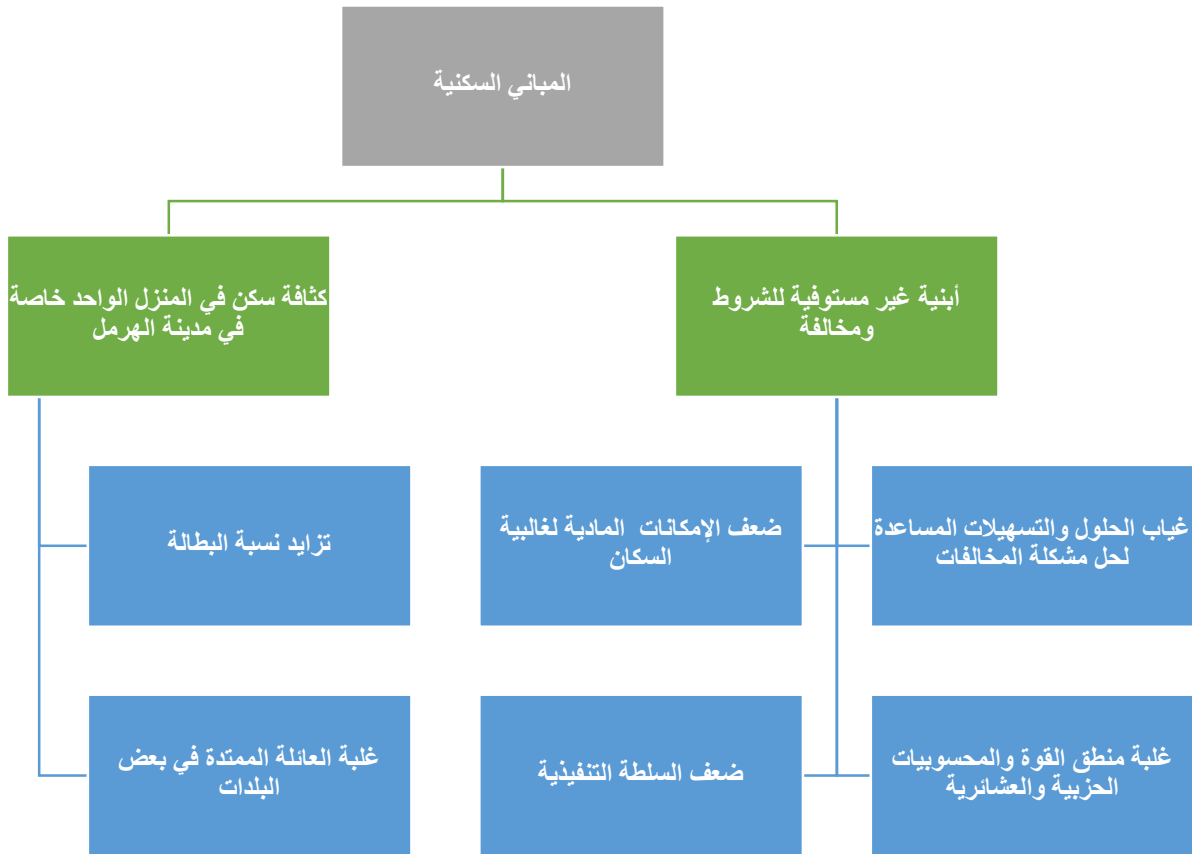 المباني السكنية
أبنية غير مستوفية للشروط
ومخالفة
كثافة سكن في المنزل الواحد خاصة
في مدينة الهرمل
غياب الحلول والتسهيلات المساعدة
لحل مشكلة المخالفات
ضعف الإمكانات المادية لغالبية
السكان
تزايد نسبة البطالة
غلبة منطق القوة والمحسوبيات
الحزبية والعشائرية
ضعف السلطة التنفيذية
غلبة العائلة الممتدة في بعض
البلدات